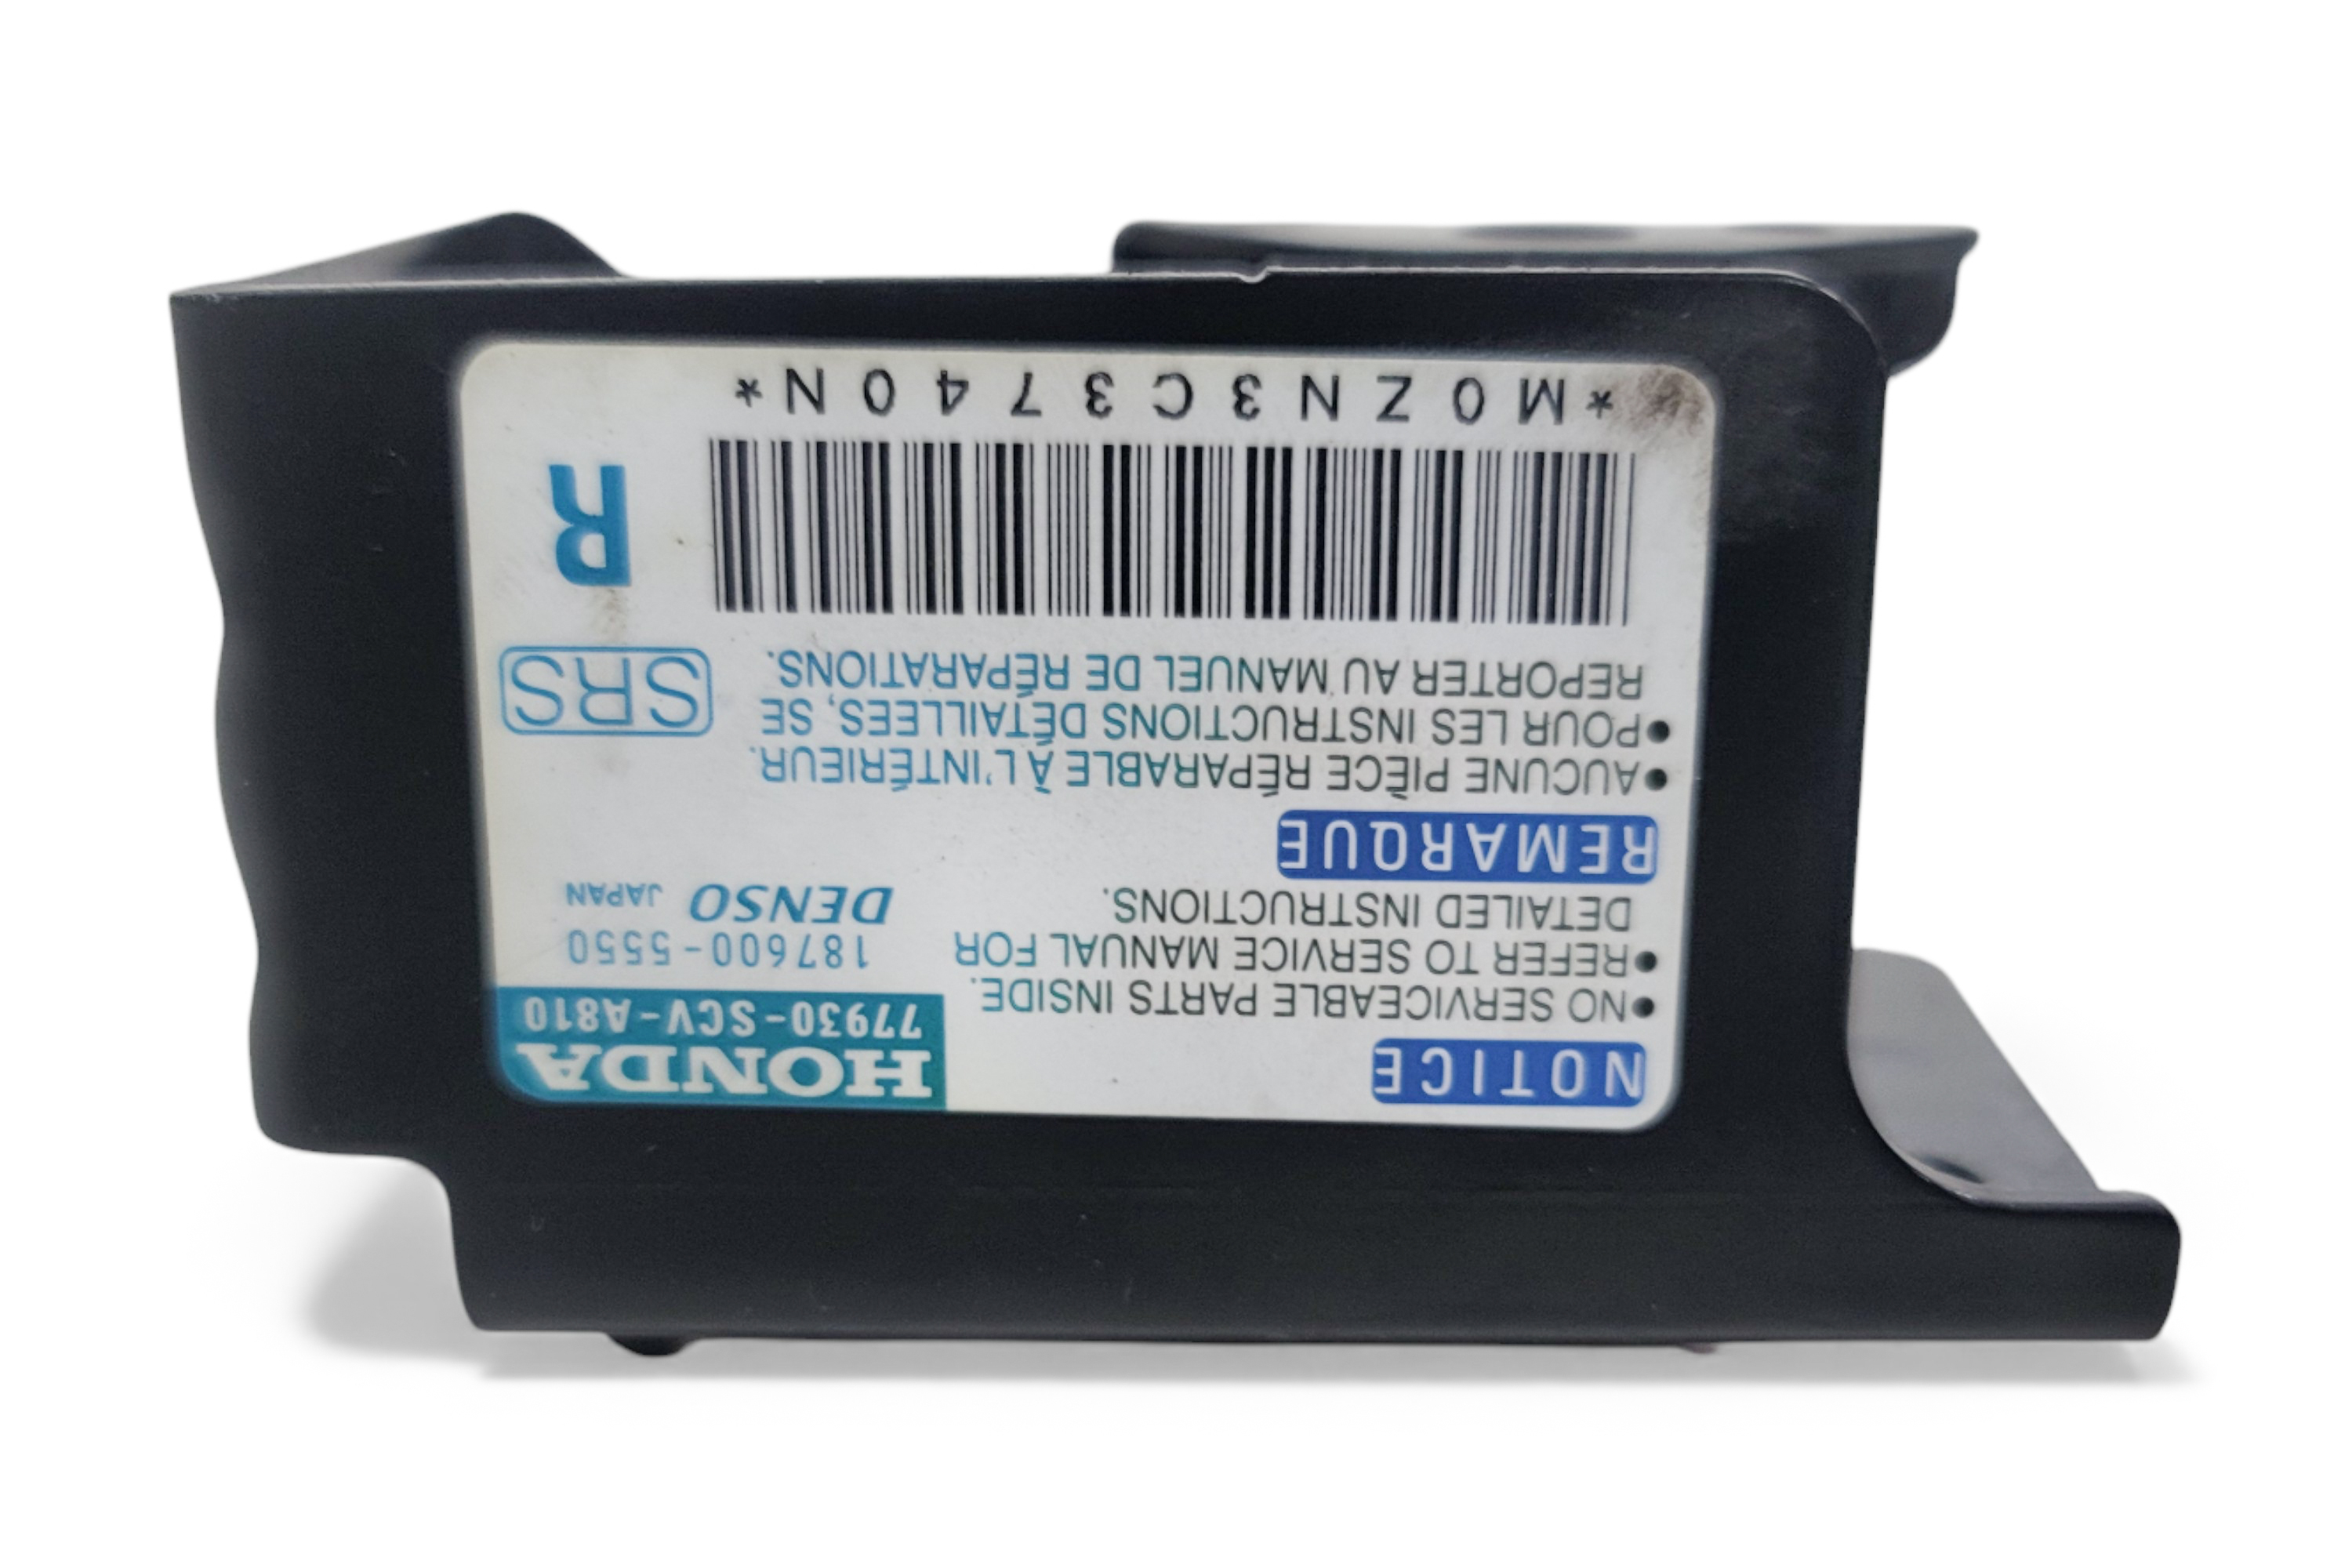 NOTICE
• NO SERVICEABLE PARTS INSIDE.
• REFER TO SERVICE MANUAL FOR
DETAILED INSTRUCTIONS.
HONDA
77930-SCV-A810
187600-5550
DENSO JAPAN
REMARQUE
• AUCUNE PIÈCE RÉPARABLE À L'INTÉRIEUR.
• POUR LES INSTRUCTIONS DÉTAILLÉES, SE
REPORTER AU MANUEL DE RÉPARATIONS.
SRS
R
*M0ZN3C3740N*